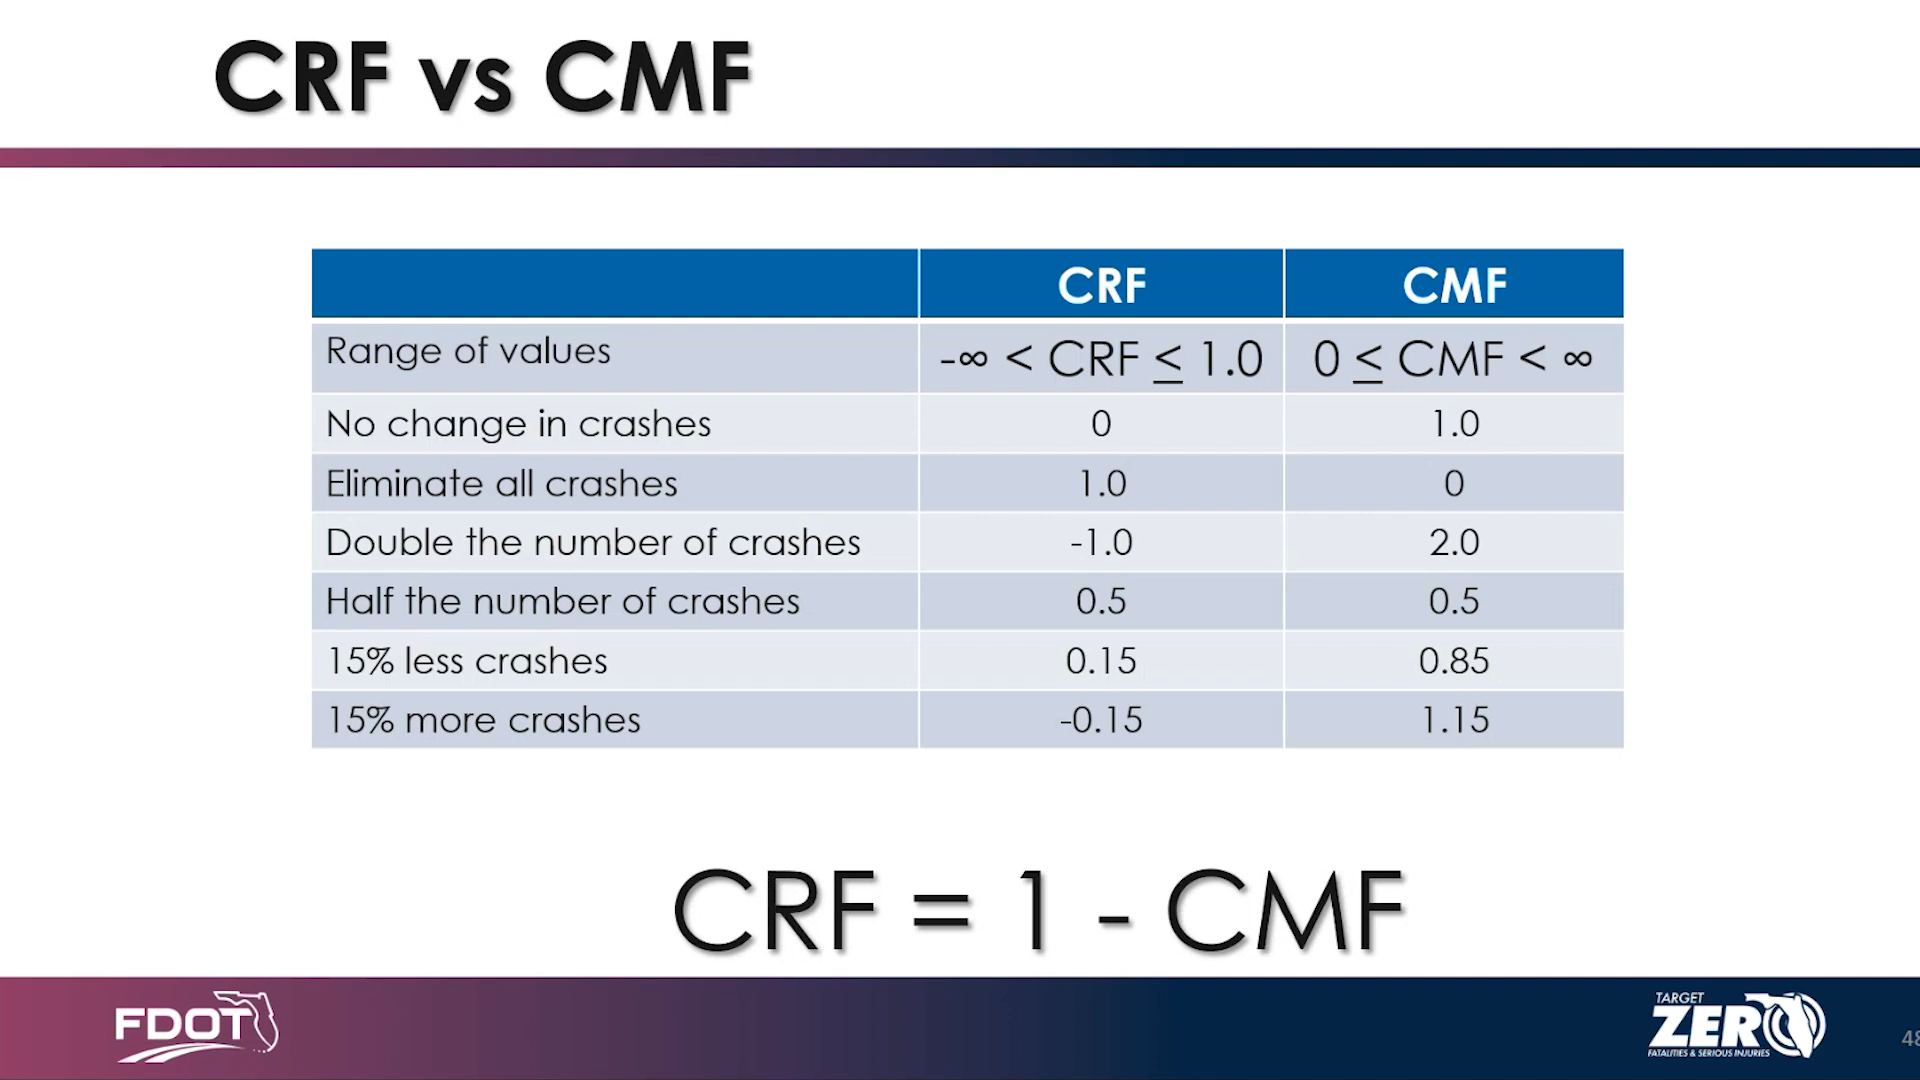 CRF vs CMF
CRF CMF
Range of values -∞ < CRF ≤ 1.0 0 ≤ CMF < ∞
No change in crashes 0 1.0
Eliminate all crashes 1.0 0
Double the number of crashes -1.0 2.0
Half the number of crashes 0.5 0.5
15% less crashes 0.15 0.85
15% more crashes -0.15 1.15
CRF = 1 - CMF
FDOT
TARGET
ZERO
FATALITIES & SERIOUS INJURIES
48